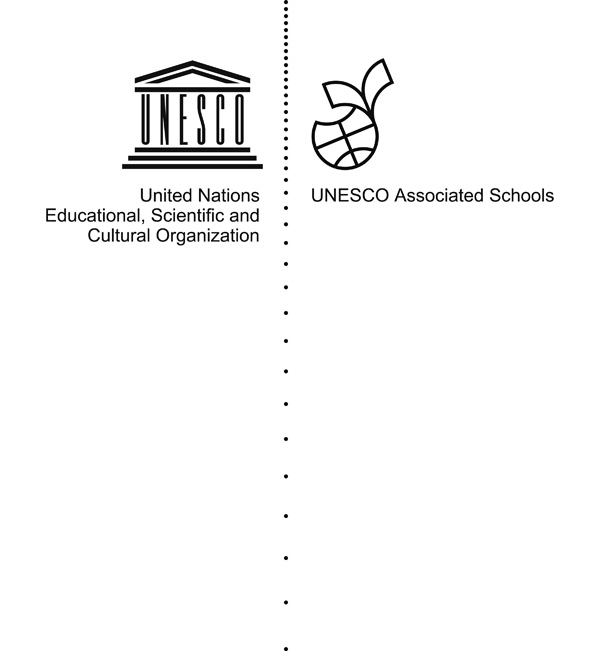 UNESCO
United Nations
Educational, Scientific and
Cultural Organization
UNESCO Associated Schools